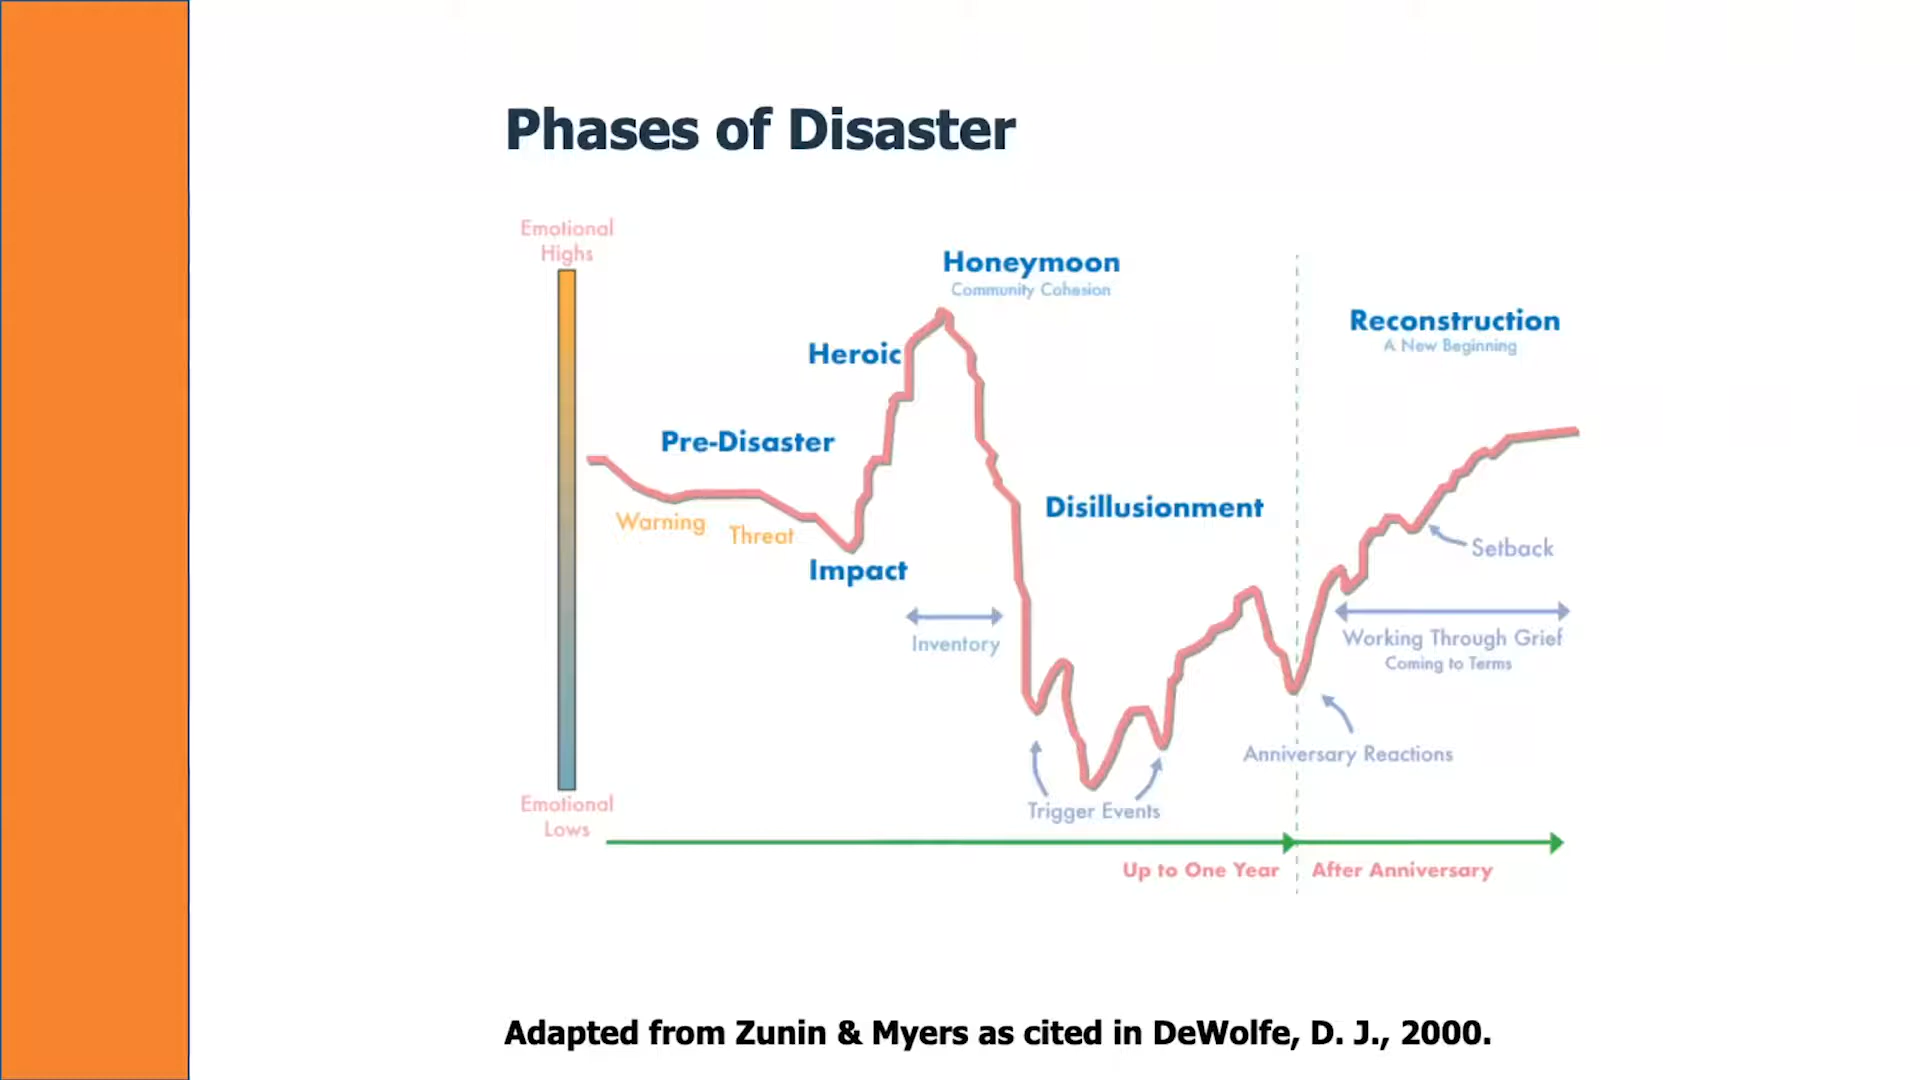 Phases of Disaster
Emotional
Highs
Honeymoon
Community Cohesion
Reconstruction
A New Beginning
Heroic
Pre-Disaster
Disillusionment
Warning
Threat
Setback
Impact
Inventory
Working Through Grief
Coming to Terms
Anniversary Reactions
Emotional
Lows
Trigger Events
Up to One Year
After Anniversary
Adapted from Zunin & Myers as cited in DeWolfe, D. J., 2000.